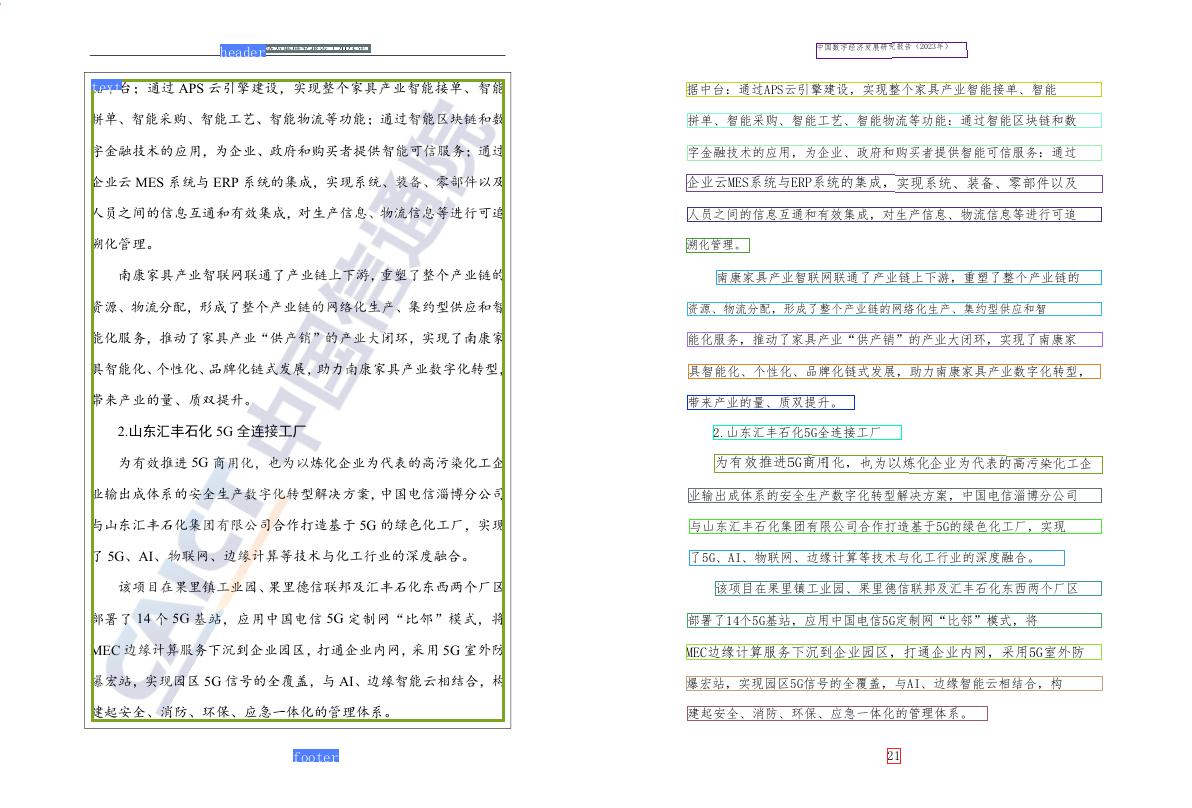 header
text
台；通过 APS 云引擎建设，实现整个家具产业智能接单、智能
拼单、智能采购、智能工艺、智能物流等功能；通过智能区块链和数
字金融技术的应用，为企业、政府和购买者提供智能可信服务；通过
企业云 MES 系统与 ERP 系统的集成，实现系统、装备、零部件以及
人员之间的信息互通和有效集成，对生产信息、物流信息等进行可追
溯化管理。
南康家具产业智联网联通了产业链上下游，重塑了整个产业链的
资源、物流分配，形成了整个产业链的网络化生产、集约型供应和智
能化服务，推动了家具产业“供产销”的产业大闭环，实现了南康家
具智能化、个性化、品牌化链式发展，助力南康家具产业数字化转型，
带来产业的量、质双提升。
2.山东汇丰石化 5G 全连接工厂
为有效推进 5G 商用化，也为以炼化企业为代表的高污染化工企
业输出成体系的安全生产数字化转型解决方案，中国电信淄博分公司
与山东汇丰石化集团有限公司合作打造基于 5G 的绿色化工厂，实现
了 5G、AI、物联网、边缘计算等技术与化工行业的深度融合。
该项目在果里镇工业园、果里德信联邦及汇丰石化东西两个厂区
部署了 14 个 5G 基站，应用中国电信 5G 定制网“比邻”模式，将
MEC 边缘计算服务下沉到企业园区，打通企业内网，采用 5G 室外防
爆宏站，实现园区 5G 信号的全覆盖，与 AI、边缘智能云相结合，构
建起安全、消防、环保、应急一体化的管理体系。
CAICT 中国信通院
footer
中国数字经济发展研究报告（2023年）
据中台：通过APS云引擎建设，实现整个家具产业智能接单、智能
拼单、智能采购、智能工艺、智能物流等功能：通过智能区块链和数
字金融技术的应用，为企业、政府和购买者提供智能可信服务：通过
企业云MES系统与ERP系统的集成，实现系统、装备、零部件以及
人员之间的信息互通和有效集成，对生产信息、物流信息等进行可追
溯化管理。
南康家具产业智联网联通了产业链上下游，重塑了整个产业链的
资源、物流分配，形成了整个产业链的网络化生产、集约型供应和智
能化服务，推动了家具产业“供产销”的产业大闭环，实现了南康家
具智能化、个性化、品牌化链式发展，助力南康家具产业数字化转型，
带来产业的量、质双提升。
2.山东汇丰石化5G全连接工厂
为有效推进5G商用化，也为以炼化企业为代表的高污染化工企
业输出成体系的安全生产数字化转型解决方案，中国电信淄博分公司
与山东汇丰石化集团有限公司合作打造基于5G的绿色化工厂，实现
了5G、AI、物联网、边缘计算等技术与化工行业的深度融合。
该项目在果里镇工业园、果里德信联邦及汇丰石化东西两个厂区
部署了14个5G基站，应用中国电信5G定制网“比邻”模式，将
MEC边缘计算服务下沉到企业园区，打通企业内网，采用5G室外防
爆宏站，实现园区5G信号的全覆盖，与AI、边缘智能云相结合，构
建起安全、消防、环保、应急一体化的管理体系。
21